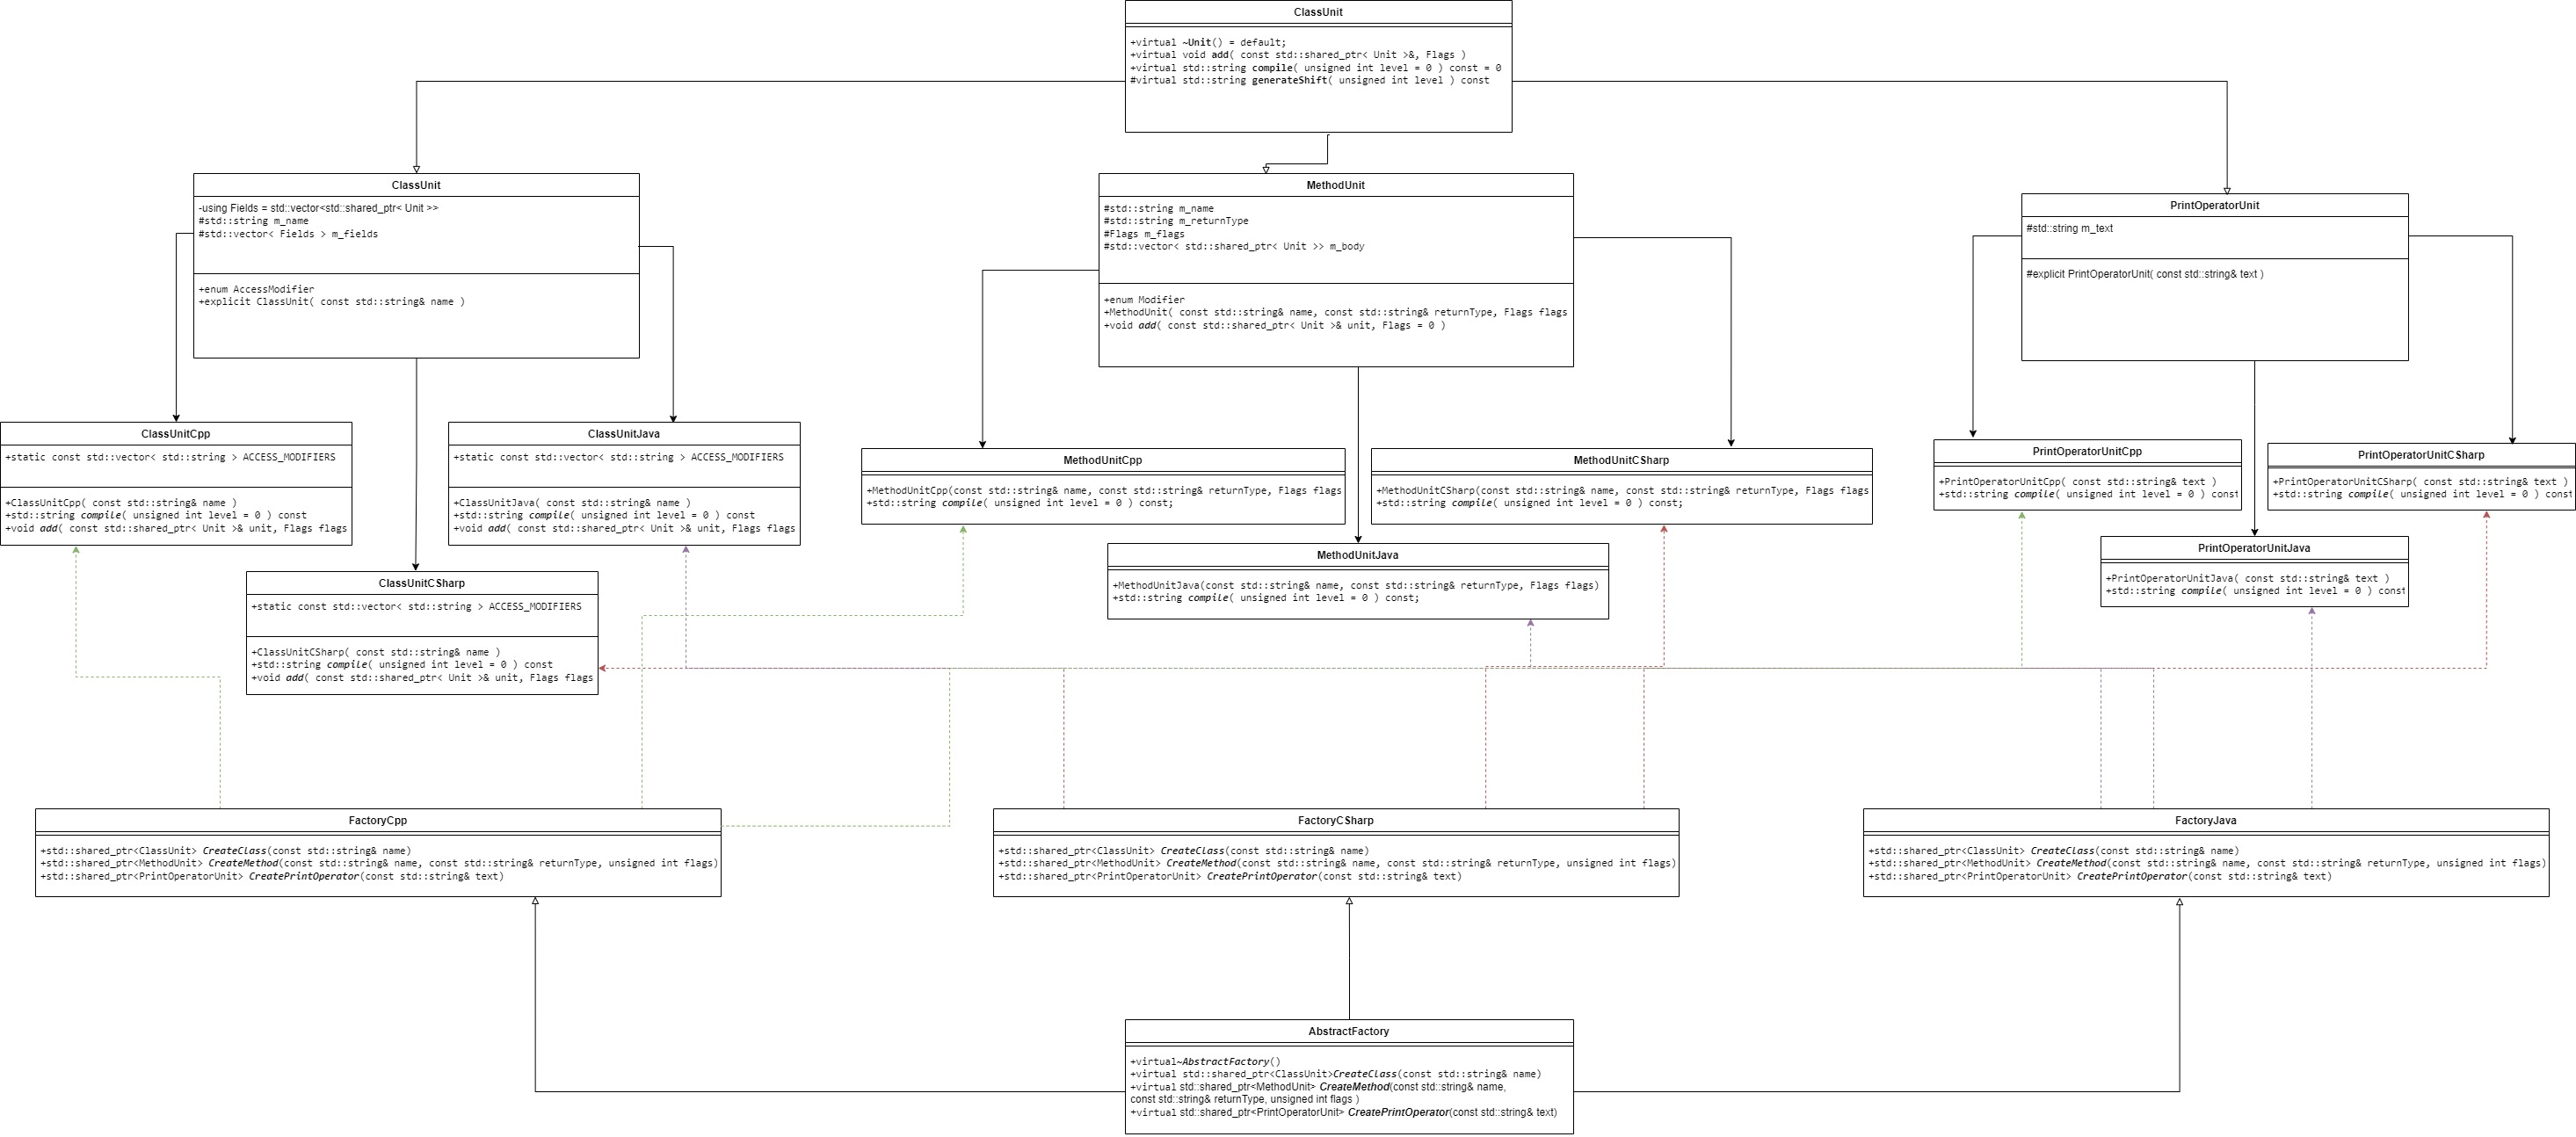 ClassUnit
+virtual ~Unit() = default;
+virtual void add( const std::shared_ptr< Unit >&, Flags )
+virtual std::string compile( unsigned int level = 0 ) const = 0
#virtual std::string generateShift( unsigned int level ) const
ClassUnit
-using Fields = std::vector<std::shared_ptr< Unit >>
#std::string m_name
#std::vector< Fields > m_fields
+enum AccessModifier
+explicit ClassUnit( const std::string& name )
MethodUnit
#std::string m_name
#std::string m_returnType
#Flags m_flags
#std::vector< std::shared_ptr< Unit >> m_body
+enum Modifier
+MethodUnit( const std::string& name, const std::string& returnType, Flags flags
+void add( const std::shared_ptr< Unit >& unit, Flags = 0 )
PrintOperatorUnit
#std::string m_text
#explicit PrintOperatorUnit( const std::string& text )
ClassUnitCpp
+static const std::vector< std::string > ACCESS_MODIFIERS
+ClassUnitCpp( const std::string& name )
+std::string compile( unsigned int level = 0 ) const
+void add( const std::shared_ptr< Unit >& unit, Flags flags
ClassUnitJava
+static const std::vector< std::string > ACCESS_MODIFIERS
+ClassUnitJava( const std::string& name )
+std::string compile( unsigned int level = 0 ) const
+void add( const std::shared_ptr< Unit >& unit, Flags flags
ClassUnitCSharp
+static const std::vector< std::string > ACCESS_MODIFIERS
+ClassUnitCSharp( const std::string& name )
+std::string compile( unsigned int level = 0 ) const
+void add( const std::shared_ptr< Unit >& unit, Flags flags
MethodUnitCpp
+MethodUnitCpp(const std::string& name, const std::string& returnType, Flags flags
+std::string compile( unsigned int level = 0 ) const;
MethodUnitCSharp
+MethodUnitCSharp(const std::string& name, const std::string& returnType, Flags flags
+std::string compile( unsigned int level = 0 ) const;
MethodUnitJava
+MethodUnitJava(const std::string& name, const std::string& returnType, Flags flags)
+std::string compile( unsigned int level = 0 ) const;
PrintOperatorUnitCpp
+PrintOperatorUnitCpp( const std::string& text )
+std::string compile( unsigned int level = 0 ) const
PrintOperatorUnitCSharp
+PrintOperatorUnitCSharp( const std::string& text )
+std::string compile( unsigned int level = 0 ) const
PrintOperatorUnitJava
+PrintOperatorUnitJava( const std::string& text )
+std::string compile( unsigned int level = 0 ) const
FactoryCpp
+std::shared_ptr<ClassUnit> CreateClass(const std::string& name)
+std::shared_ptr<MethodUnit> CreateMethod(const std::string& name, const std::string& returnType, unsigned int flags)
+std::shared_ptr<PrintOperatorUnit> CreatePrintOperator(const std::string& text)
FactoryCSharp
+std::shared_ptr<ClassUnit> CreateClass(const std::string& name)
+std::shared_ptr<MethodUnit> CreateMethod(const std::string& name, const std::string& returnType, unsigned int flags)
+std::shared_ptr<PrintOperatorUnit> CreatePrintOperator(const std::string& text)
FactoryJava
+std::shared_ptr<ClassUnit> CreateClass(const std::string& name)
+std::shared_ptr<MethodUnit> CreateMethod(const std::string& name, const std::string& returnType, unsigned int flags)
+std::shared_ptr<PrintOperatorUnit> CreatePrintOperator(const std::string& text)
AbstractFactory
+virtual~AbstractFactory()
+virtual std::shared_ptr<ClassUnit>CreateClass(const std::string& name)
+virtual std::shared_ptr<MethodUnit> CreateMethod(const std::string& name,
const std::string& returnType, unsigned int flags )
+virtual std::shared_ptr<PrintOperatorUnit> CreatePrintOperator(const std::string& text)